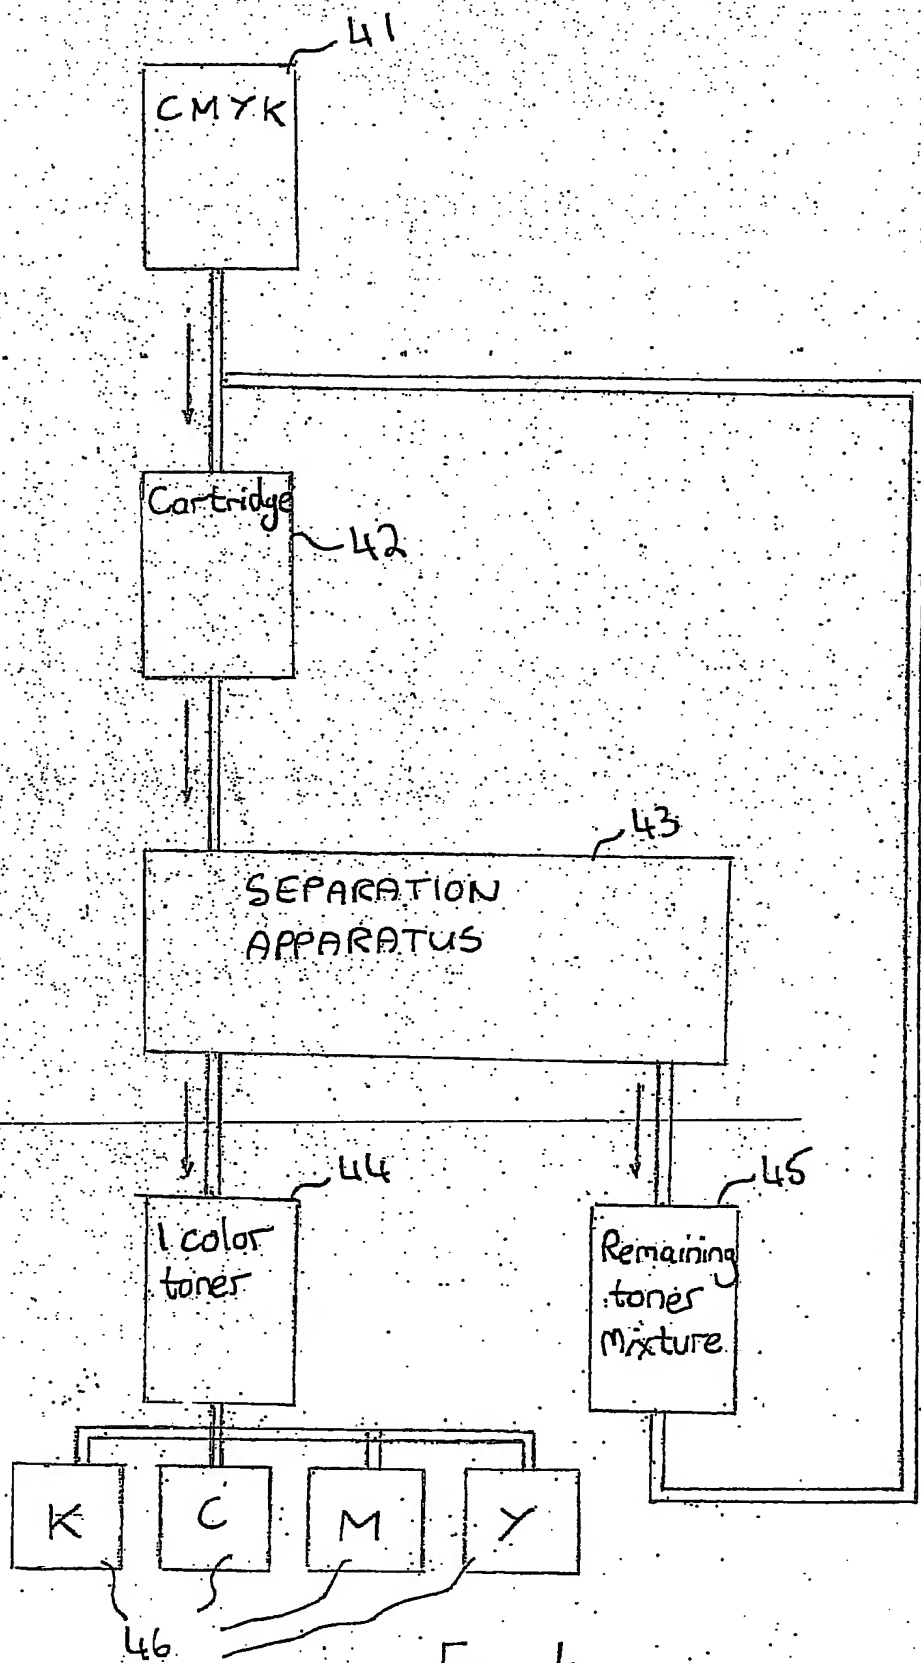 41
CMYK
Cartridge
42
43
SEPARATION
APPARATUS
44
45
1 color
toner
Remaining
toner
Mixture
K C M Y
46